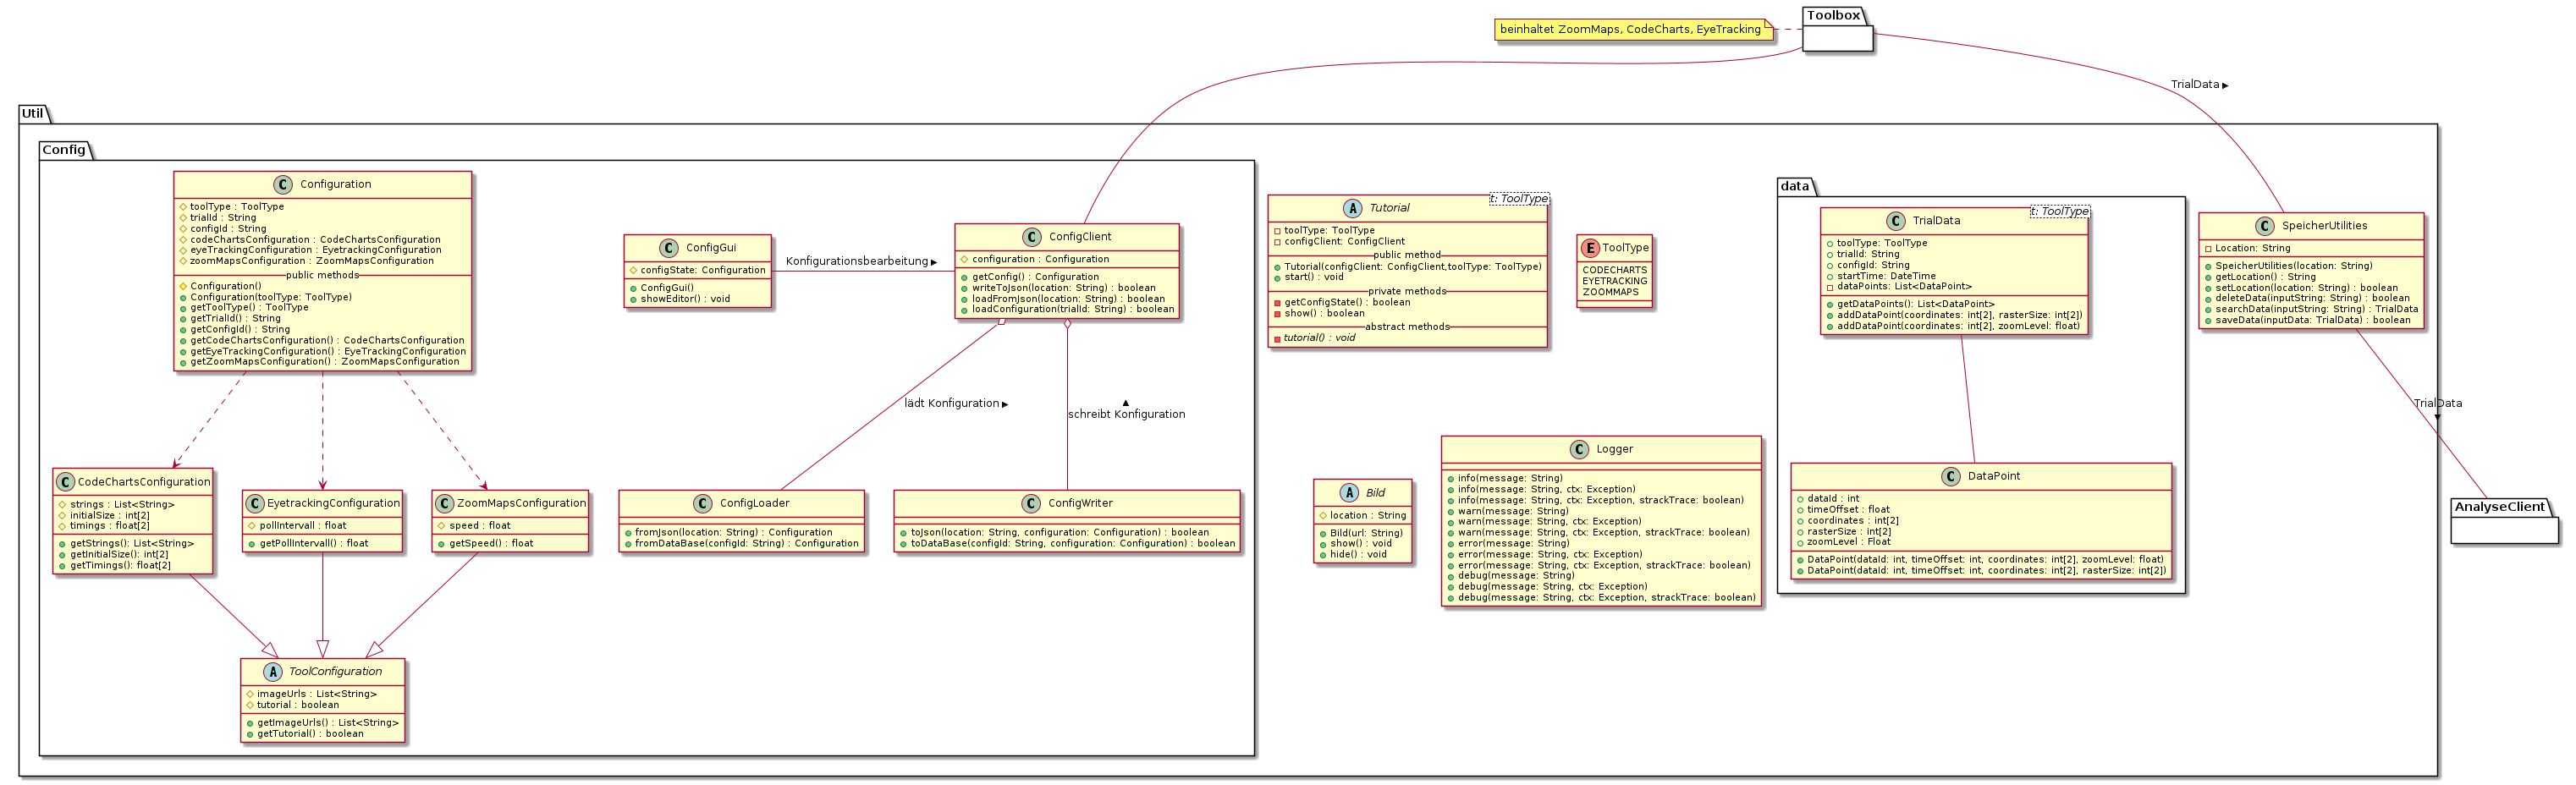 Toolbox
beinhaltet ZoomMaps, CodeCharts, EyeTracking
TrialData ▶
Util
Config
Configuration
toolType : ToolType
trialId : String
configId : String
codeChartsConfiguration : CodeChartsConfiguration
eyeTrackingConfiguration : EyetrackingConfiguration
zoomMapsConfiguration : ZoomMapsConfiguration
public methods
Configuration()
Configuration(toolType: ToolType)
getToolType() : ToolType
getTrialId() : String
getConfigId() : String
getCodeChartsConfiguration() : CodeChartsConfiguration
getEyeTrackingConfiguration() : EyeTrackingConfiguration
getZoomMapsConfiguration() : ZoomMapsConfiguration
ConfigGui
configState: Configuration
ConfigGui()
showEditor() : void
Konfigurationsbearbeitung ▶
ConfigClient
configuration : Configuration
getConfig() : Configuration
writeToJson(location: String) : boolean
loadFromJson(location: String) : boolean
loadConfiguration(trialId: String) : boolean
lädt Konfiguration ▶
▲
schreibt Konfiguration
CodeChartsConfiguration
strings : List<String>
initialSize : int[2]
timings : float[2]
getStrings(): List<String>
getInitialSize(): int[2]
getTimings(): float[2]
EyetrackingConfiguration
pollIntervall : float
getPollIntervall() : float
ZoomMapsConfiguration
speed : float
getSpeed() : float
ConfigLoader
fromJson(location: String) : Configuration
fromDataBase(configId: String) : Configuration
ConfigWriter
toJson(location: String, configuration: Configuration) : boolean
toDataBase(configId: String, configuration: Configuration) : boolean
ToolConfiguration
imageUrls : List<String>
tutorial : boolean
getImageUrls() : List<String>
getTutorial() : boolean
Tutorial
t: ToolType
toolType: ToolType
configClient: ConfigClient
public method
Tutorial(configClient: ConfigClient,toolType: ToolType)
start() : void
private methods
getConfigState() : boolean
show() : boolean
abstract methods
tutorial() : void
ToolType
CODECHARTS
EYETRACKING
ZOOMMAPS
Bild
location : String
Bild(url: String)
show() : void
hide() : void
Logger
info(message: String)
info(message: String, ctx: Exception)
info(message: String, ctx: Exception, strackTrace: boolean)
warn(message: String)
warn(message: String, ctx: Exception)
warn(message: String, ctx: Exception, strackTrace: boolean)
error(message: String)
error(message: String, ctx: Exception)
error(message: String, ctx: Exception, strackTrace: boolean)
debug(message: String)
debug(message: String, ctx: Exception)
debug(message: String, ctx: Exception, strackTrace: boolean)
data
TrialData
t: ToolType
toolType: ToolType
trialId: String
configId: String
startTime: DateTime
dataPoints: List<DataPoint>
getDataPoints(): List<DataPoint>
addDataPoint(coordinates: int[2], rasterSize: int[2])
addDataPoint(coordinates: int[2], zoomLevel: float)
DataPoint
dataId : int
timeOffset : float
coordinates : int[2]
rasterSize : int[2]
zoomLevel : Float
DataPoint(dataId: int, timeOffset: int, coordinates: int[2], zoomLevel: float)
DataPoint(dataId: int, timeOffset: int, coordinates: int[2], rasterSize: int[2])
SpeicherUtilities
Location: String
SpeicherUtilities(location: String)
getLocation() : String
setLocation(location: String) : boolean
deleteData(inputString: String) : boolean
searchData(inputString: String) : TrialData
saveData(inputData: TrialData) : boolean
TrialData
▼
AnalyseClient